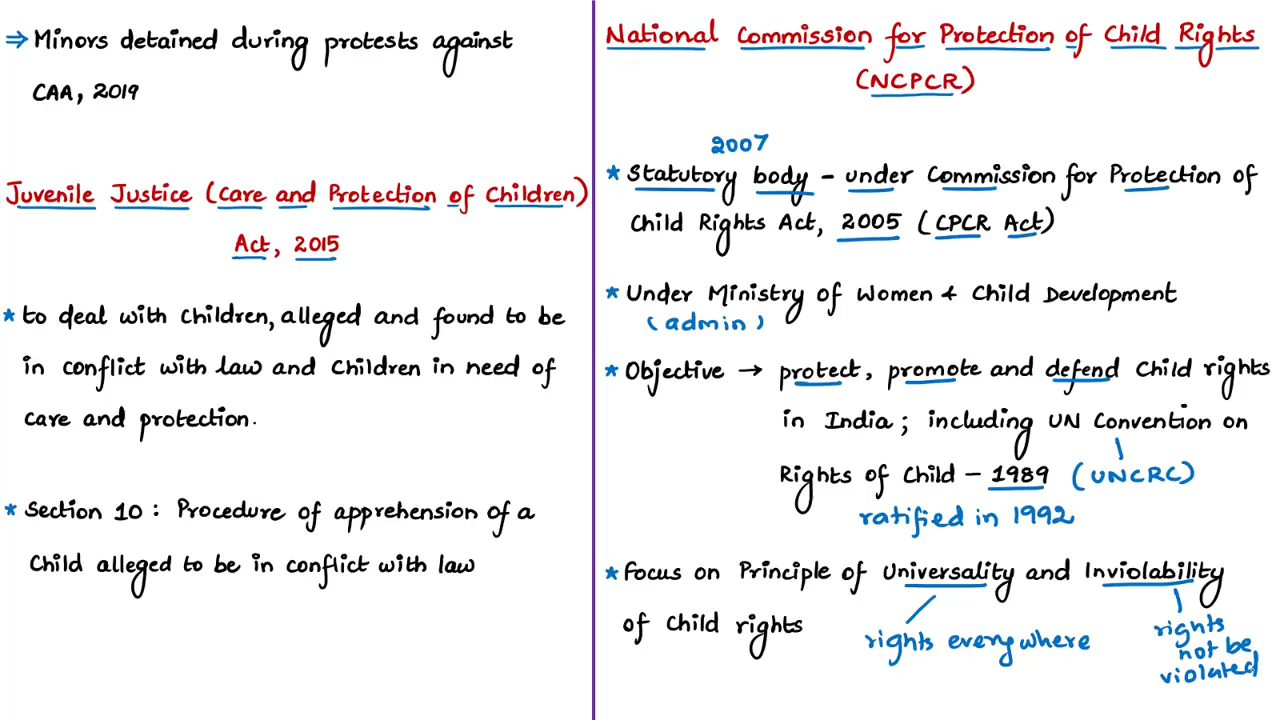 ⇒ Minors detained during protests against
CAA, 2019
Juvenile Justice (Care and Protection of Children)
Act, 2015
* to deal with children, alleged and found to be
in conflict with law and children in need of
care and protection.
* Section 10 : Procedure of apprehension of a
Child alleged to be in conflict with law
National Commission for Protection of Child Rights
(NCPCR)
2007
* Statutory body - under Commission for Protection of
Child Rights Act, 2005 (CPCR Act)
* Under Ministry of Women & Child Development
(admin)
* Objective → protect, promote and defend Child rights
in India ; including UN Convention on
Rights of Child - 1989 (UNCRC)
ratified in 1992
* Focus on Principle of Universality and Inviolability
of Child rights
rights everywhere
rights
not be
violated